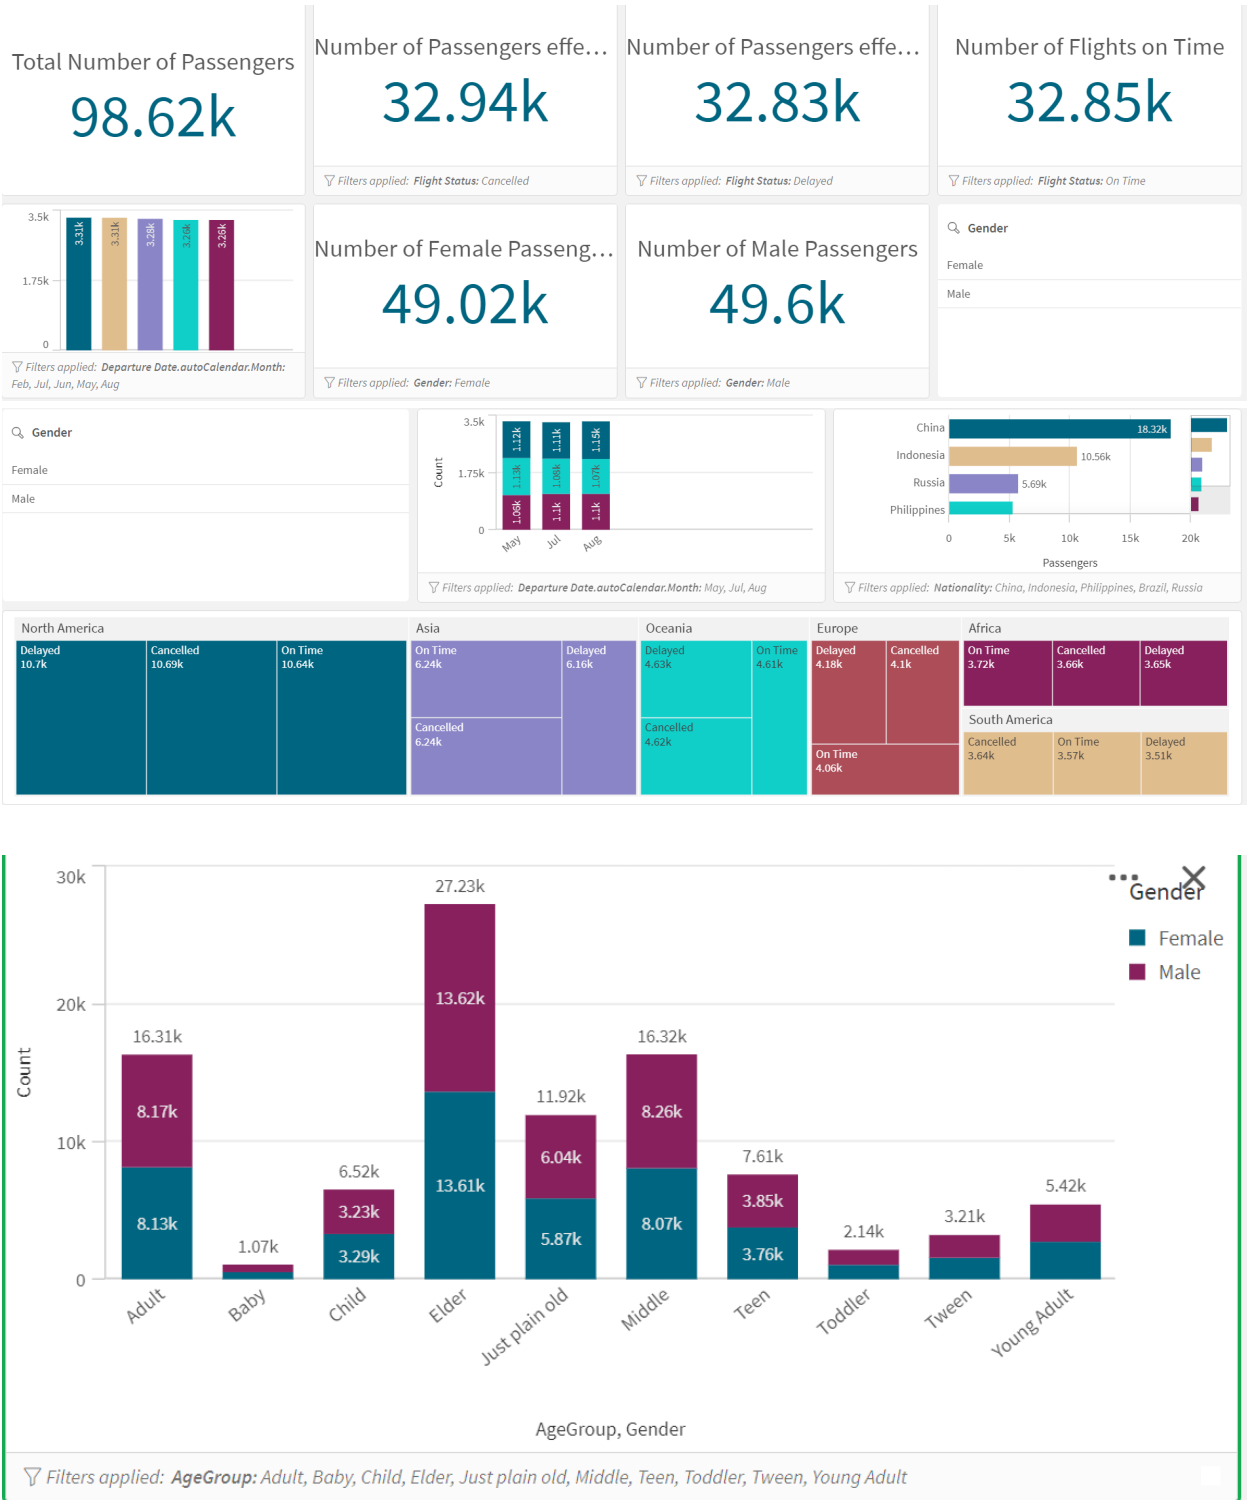 Total Number of Passengers
98.62k
Number of Passengers effe...
32.94k
Filters applied: Flight Status: Cancelled
Number of Passengers effe...
32.83k
Filters applied: Flight Status: Delayed
Number of Flights on Time
32.85k
Filters applied: Flight Status: On Time
3.5k
1.75k
0
3.31k
3.31k
3.28k
3.26k
3.26k
Filters applied: Departure Date.autoCalendar.Month:
Feb, Jul, Jun, May, Aug
Number of Female Passeng...
49.02k
Filters applied: Gender: Female
Number of Male Passengers
49.6k
Filters applied: Gender: Male
Gender
Female
Male
Gender
Female
Male
Count
3.5k
1.75k
0
1.12k
1.13k
1.06k
1.11k
1.08k
1.1k
1.15k
1.07k
1.1k
May
Jul
Aug
Filters applied: Departure Date.autoCalendar.Month: May, Jul, Aug
China
18.32k
Indonesia
10.56k
Russia
5.69k
Philippines
0
5k
10k
15k
20k
Passengers
Filters applied: Nationality: China, Indonesia, Philippines, Brazil, Russia
North America
Delayed
10.7k
Cancelled
10.69k
On Time
10.64k
Asia
On Time
6.24k
Cancelled
6.24k
Delayed
6.16k
Oceania
Delayed
4.63k
Cancelled
4.62k
On Time
4.61k
Europe
Delayed
4.18k
Cancelled
4.1k
On Time
4.06k
Africa
On Time
3.72k
Cancelled
3.66k
Delayed
3.65k
South America
Cancelled
3.64k
On Time
3.57k
Delayed
3.51k
Gender
Female
Male
Count
30k
20k
10k
0
16.31k
8.17k
8.13k
1.07k
6.52k
3.23k
3.29k
27.23k
13.62k
13.61k
11.92k
6.04k
5.87k
16.32k
8.26k
8.07k
7.61k
3.85k
3.76k
2.14k
3.21k
5.42k
Adult
Baby
Child
Elder
Just plain old
Middle
Teen
Toddler
Tween
Young Adult
AgeGroup, Gender
Filters applied: AgeGroup: Adult, Baby, Child, Elder, Just plain old, Middle, Teen, Toddler, Tween, Young Adult